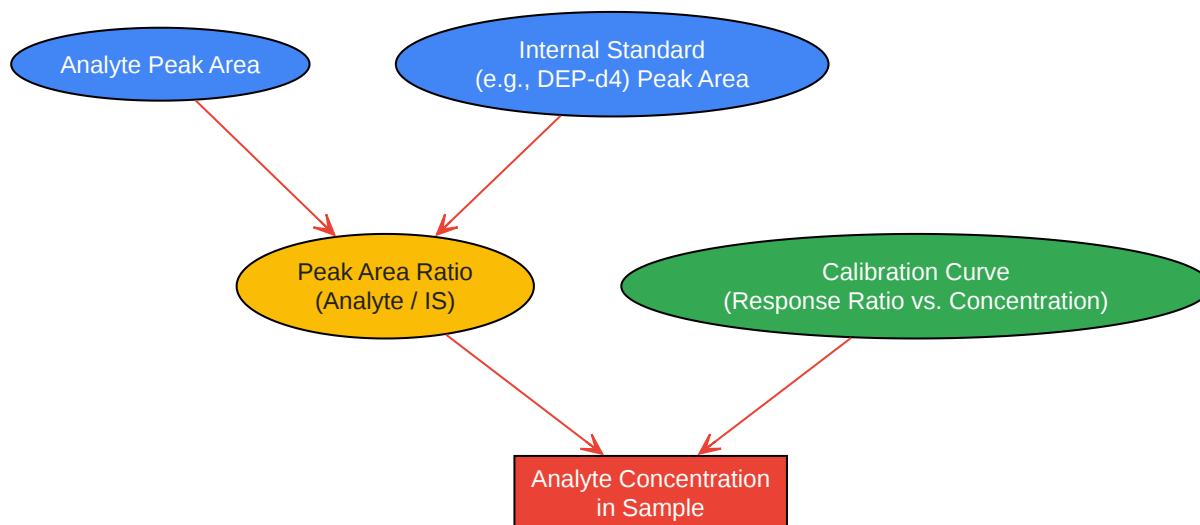 Analyte Peak Area
Internal Standard
(e.g., DEP-d4) Peak Area
Peak Area Ratio
(Analyte / IS)
Calibration Curve
(Response Ratio vs. Concentration)
Analyte Concentration
in Sample